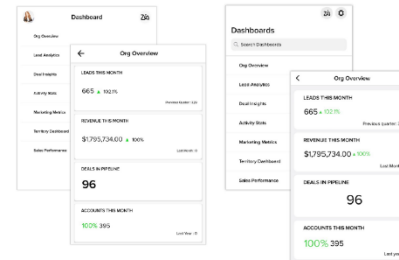 Dashboard
Zia
Org Overview
Lead Analytics
Deal Insights
Activity Stats
Marketing Metrics
Territory Dashboard
Sales Performance
Org Overview
LEADS THIS MONTH
665 ▲ 102.1%
REVENUE THIS MONTH
$1,795,734.00 ▲ 100%
DEALS IN PIPELINE
96
ACCOUNTS THIS MONTH
100% 395
Zia
Dashboards
Search Dashboards
Org Overview
Lead Analytics
Deal Insights
Activity Stats
Marketing Metrics
Territory Dashboard
Sales Performance
Org Overview
LEADS THIS MONTH
665 ▲ 102.1%
REVENUE THIS MONTH
$1,795,734.00 ▲ 100%
DEALS IN PIPELINE
96
ACCOUNTS THIS MONTH
100% 395